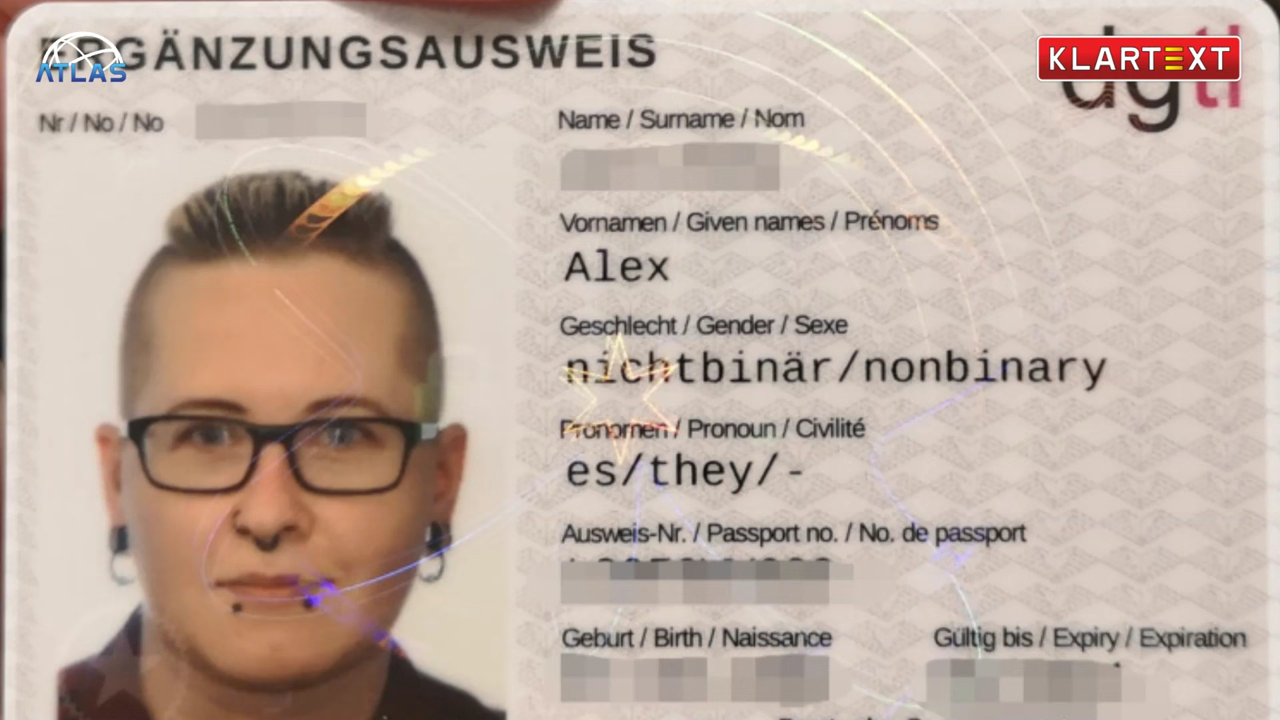 ERGÄNZUNGSAUSWEIS
ATLAS
KLARTEXT
dgti
Nr / No / No
Name / Surname / Nom
Vornamen / Given names / Prénoms
Alex
Geschlecht / Gender / Sexe
nichtbinär/nonbinary
Pronomen / Pronoun / Civilité
es/they/-
Ausweis-Nr. / Passport no. / No. de passport
Geburt / Birth / Naissance
Gültig bis / Expiry / Expiration